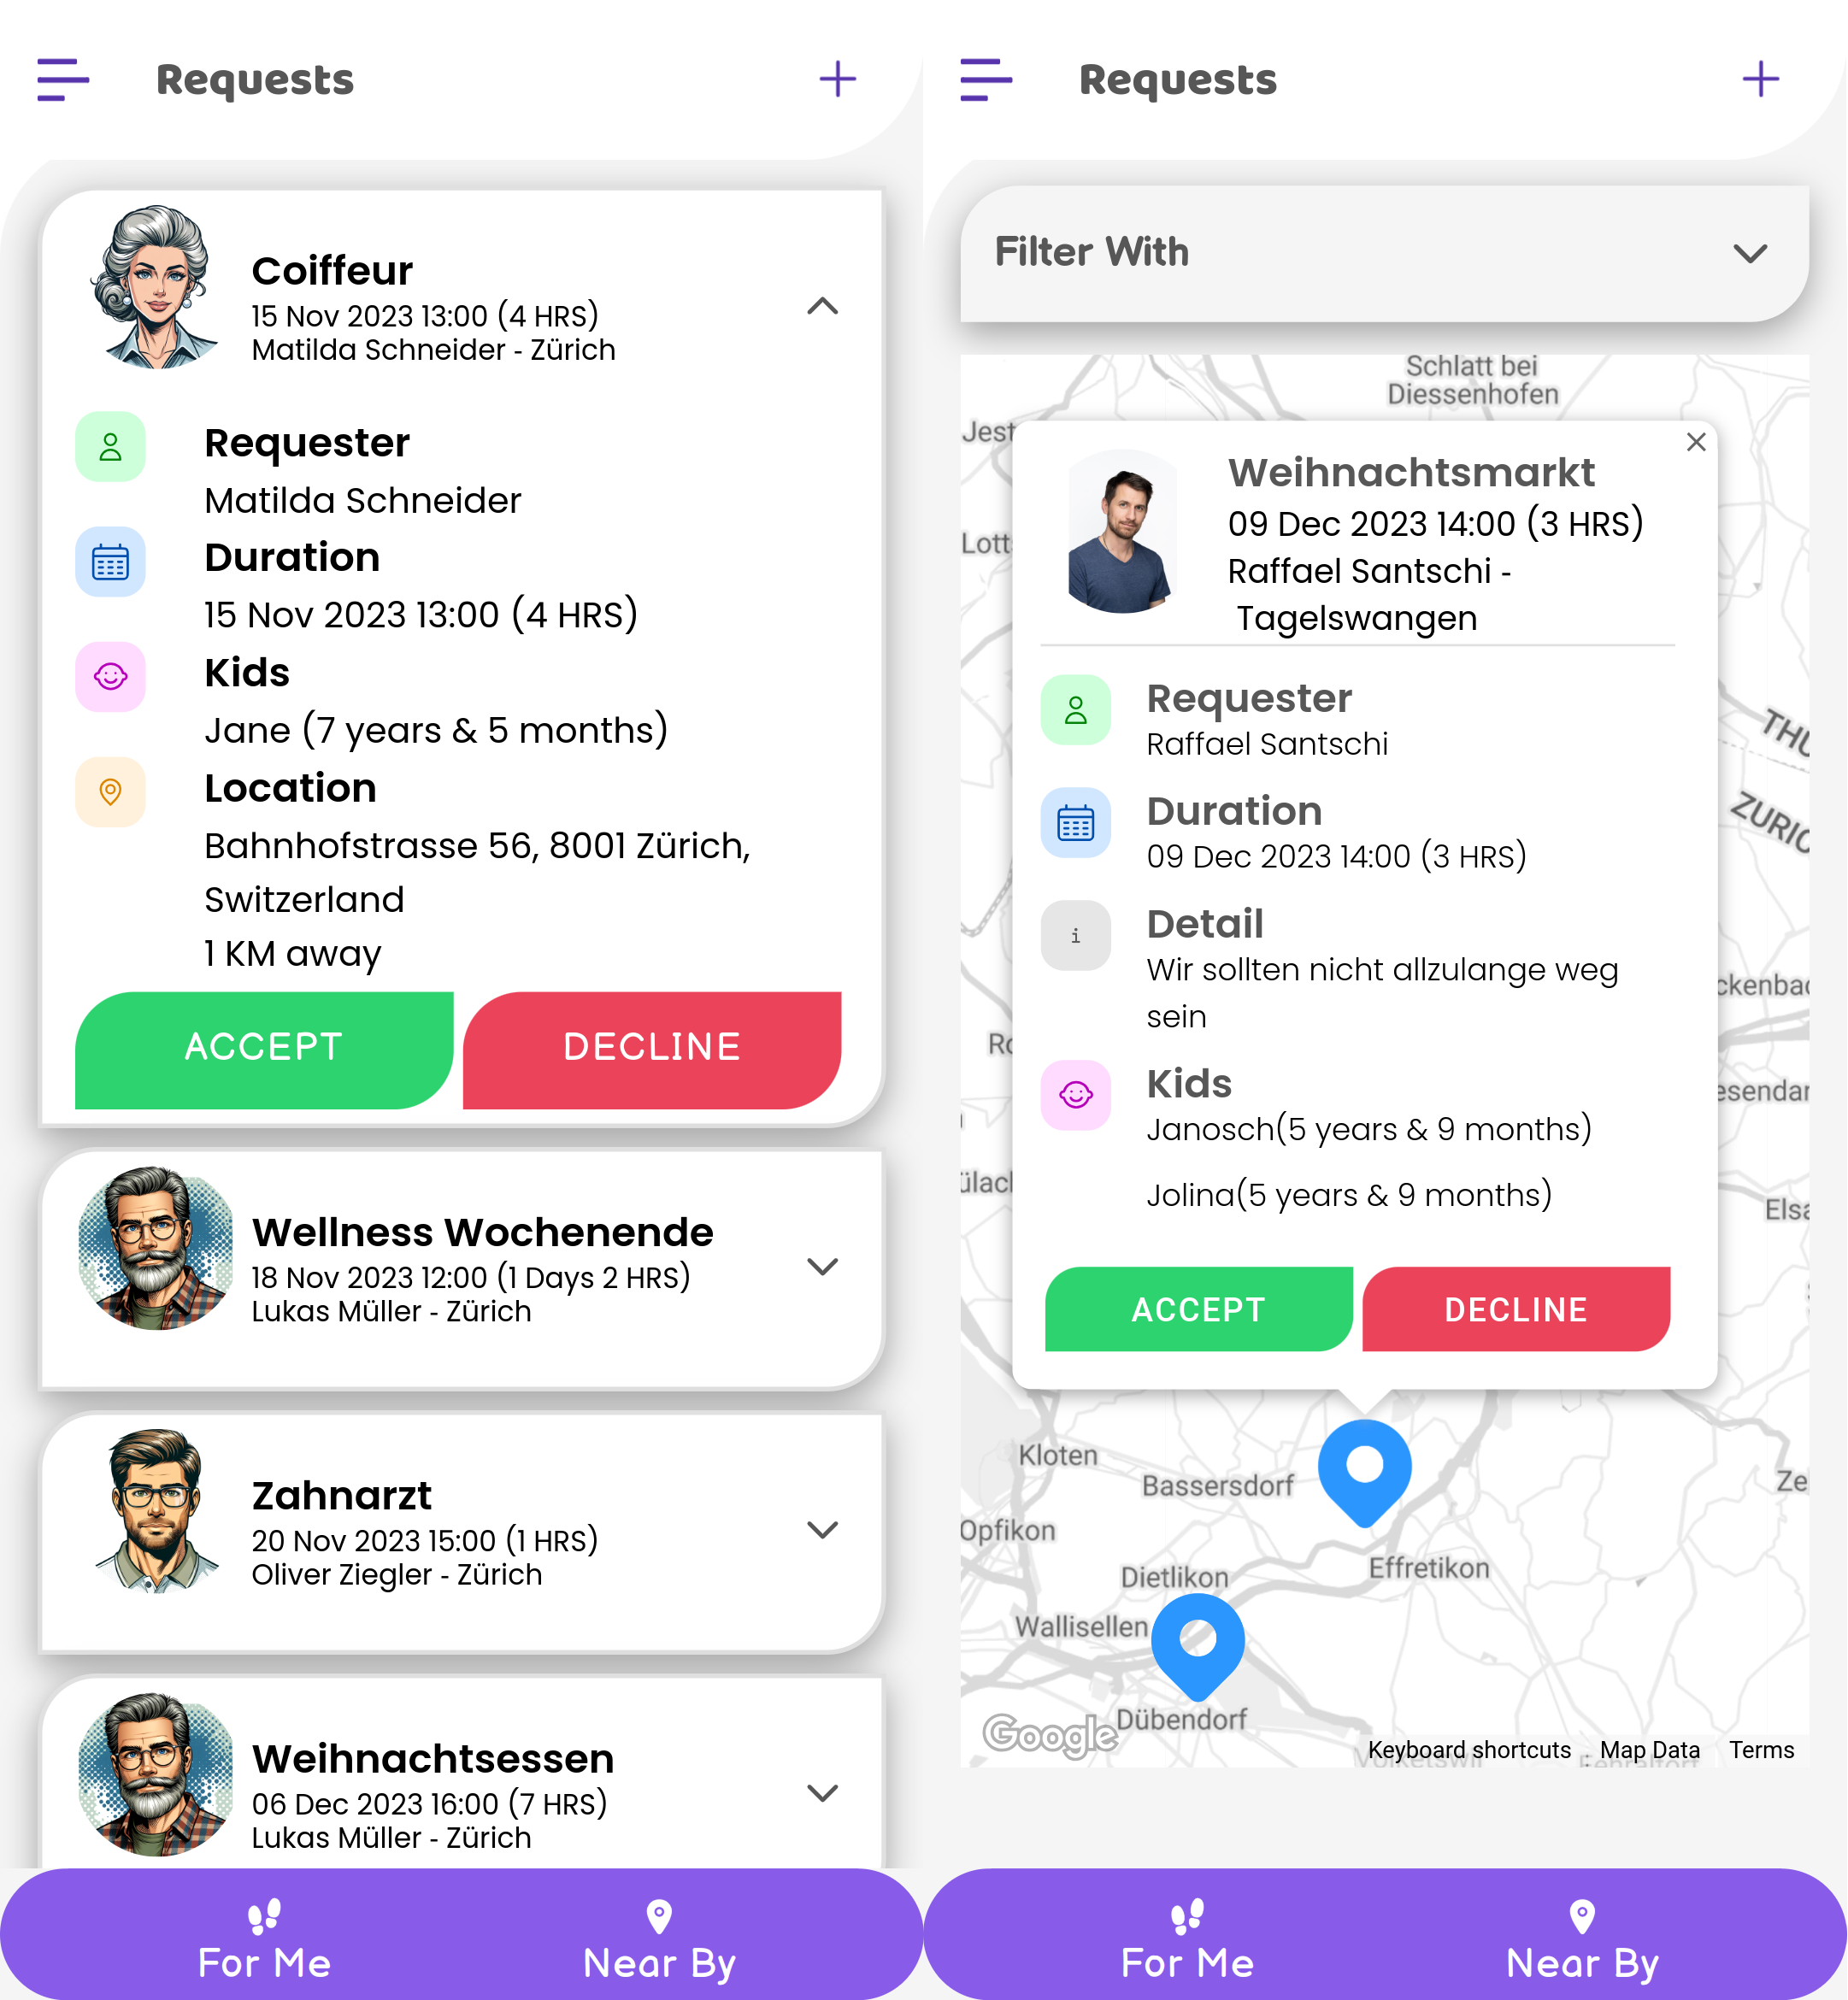 Requests
Coiffeur
15 Nov 2023 13:00 (4 HRS)
Matilda Schneider - Zürich
Requester
Matilda Schneider
Duration
15 Nov 2023 13:00 (4 HRS)
Kids
Jane (7 years & 5 months)
Location
Bahnhofstrasse 56, 8001 Zürich,
Switzerland
1 KM away
ACCEPT DECLINE
Wellness Wochenende
18 Nov 2023 12:00 (1 Days 2 HRS)
Lukas Müller - Zürich
Zahnarzt
20 Nov 2023 15:00 (1 HRS)
Oliver Ziegler - Zürich
Weihnachtsessen
06 Dec 2023 16:00 (7 HRS)
Lukas Müller - Zürich
For Me Near By
Requests
Filter With
Schlatt bei
Diessenhofen
Jest
Weihnachtsmarkt
09 Dec 2023 14:00 (3 HRS)
Lott
Raffael Santschi -
Tagelswangen
Requester
Raffael Santschi
THU
Duration
ZURIC
09 Dec 2023 14:00 (3 HRS)
Detail
i
Wir sollten nicht allzulange weg
ckenbac
sein
Kids
esendar
Janosch(5 years & 9 months)
ülacl
Jolina(5 years & 9 months)
Elsa
ACCEPT DECLINE
Kloten
Bassersdorf
Ze
Opfikon
Effretikon
Dietlikon
Wallisellen
Dübendorf
Google
Keyboard shortcuts Map Data Terms
For Me Near By